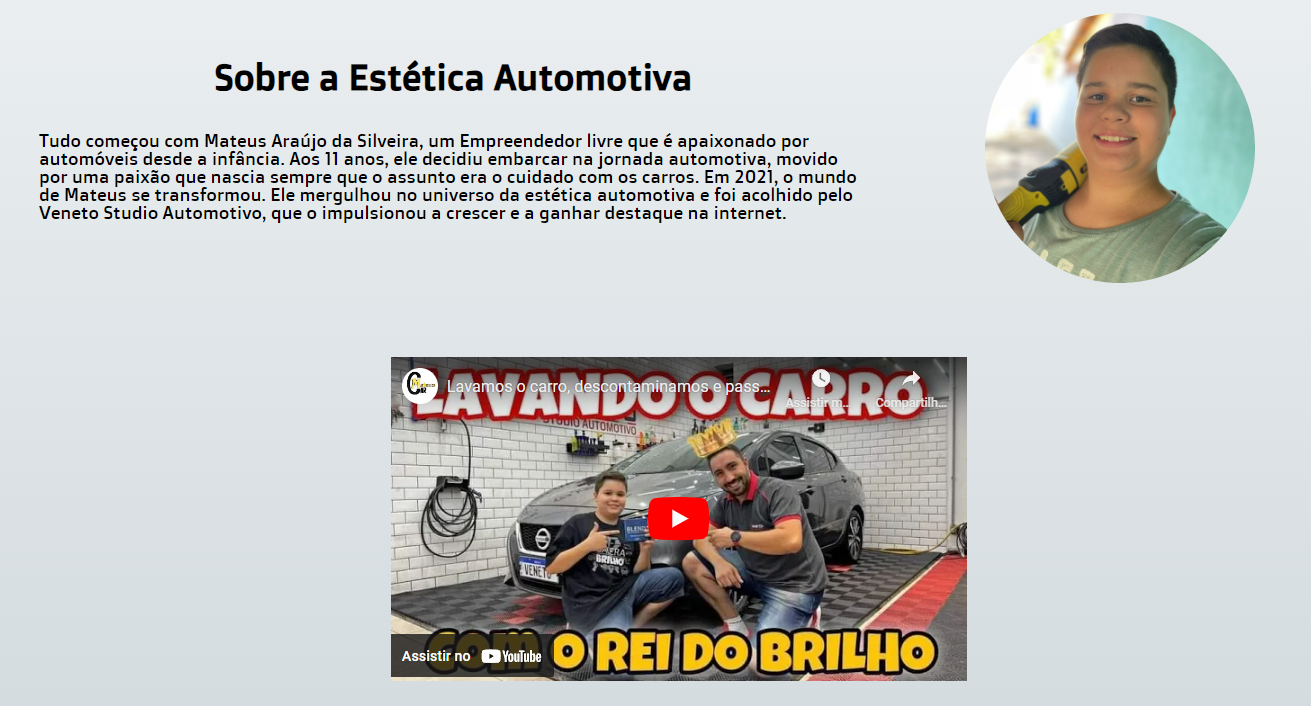 Sobre a Estética Automotiva
Tudo começou com Mateus Araújo da Silveira, um Empreendedor livre que é apaixonado por
automóveis desde a infância. Aos 11 anos, ele decidiu embarcar na jornada automotiva, movido
por uma paixão que nascia sempre que o assunto era o cuidado com os carros. Em 2021, o mundo
de Mateus se transformou. Ele mergulhou no universo da estética automotiva e foi acolhido pelo
Veneto Studio Automotivo, que o impulsionou a crescer e a ganhar destaque na internet.
Lavamos o carro, descontaminamos e pass...
Assistir m...
Compartilh...
LAVANDO O CARRO
STUDIO AUTOMOTIVO
BLEND
BRILHO
NISSAN
VENETO
COM O REI DO BRILHO
Assistir no YouTube